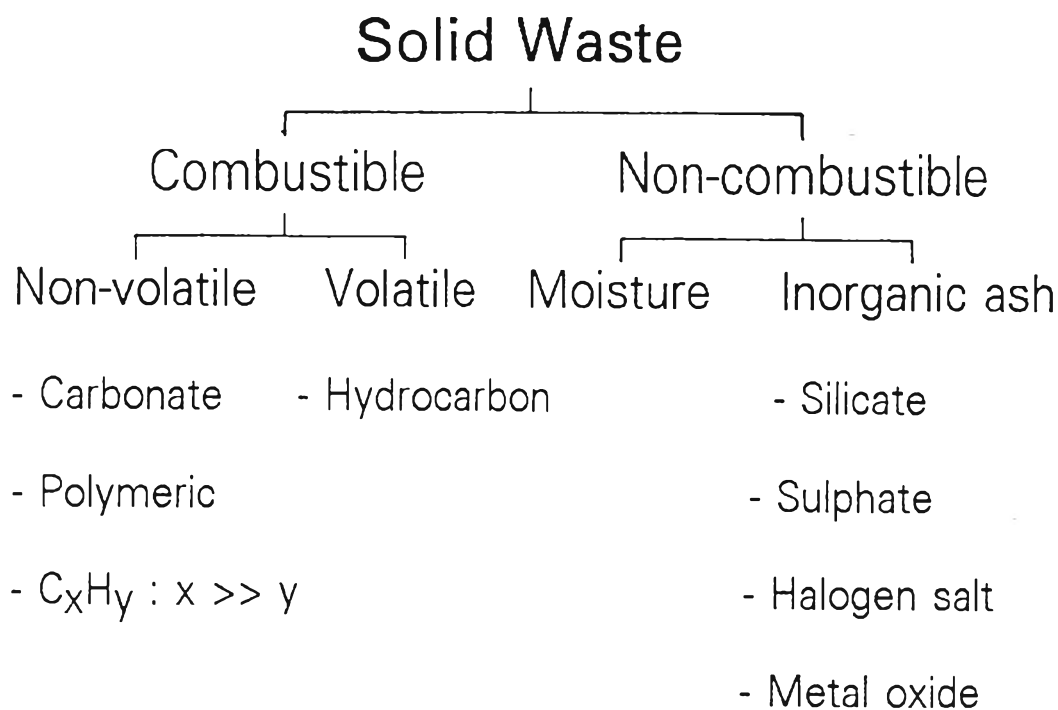 Solid Waste
Combustible Non-combustible
Non-volatile Volatile Moisture Inorganic ash
- Carbonate - Hydrocarbon - Silicate
- Polymeric - Sulphate
- CxHy : x >> y - Halogen salt
- Metal oxide